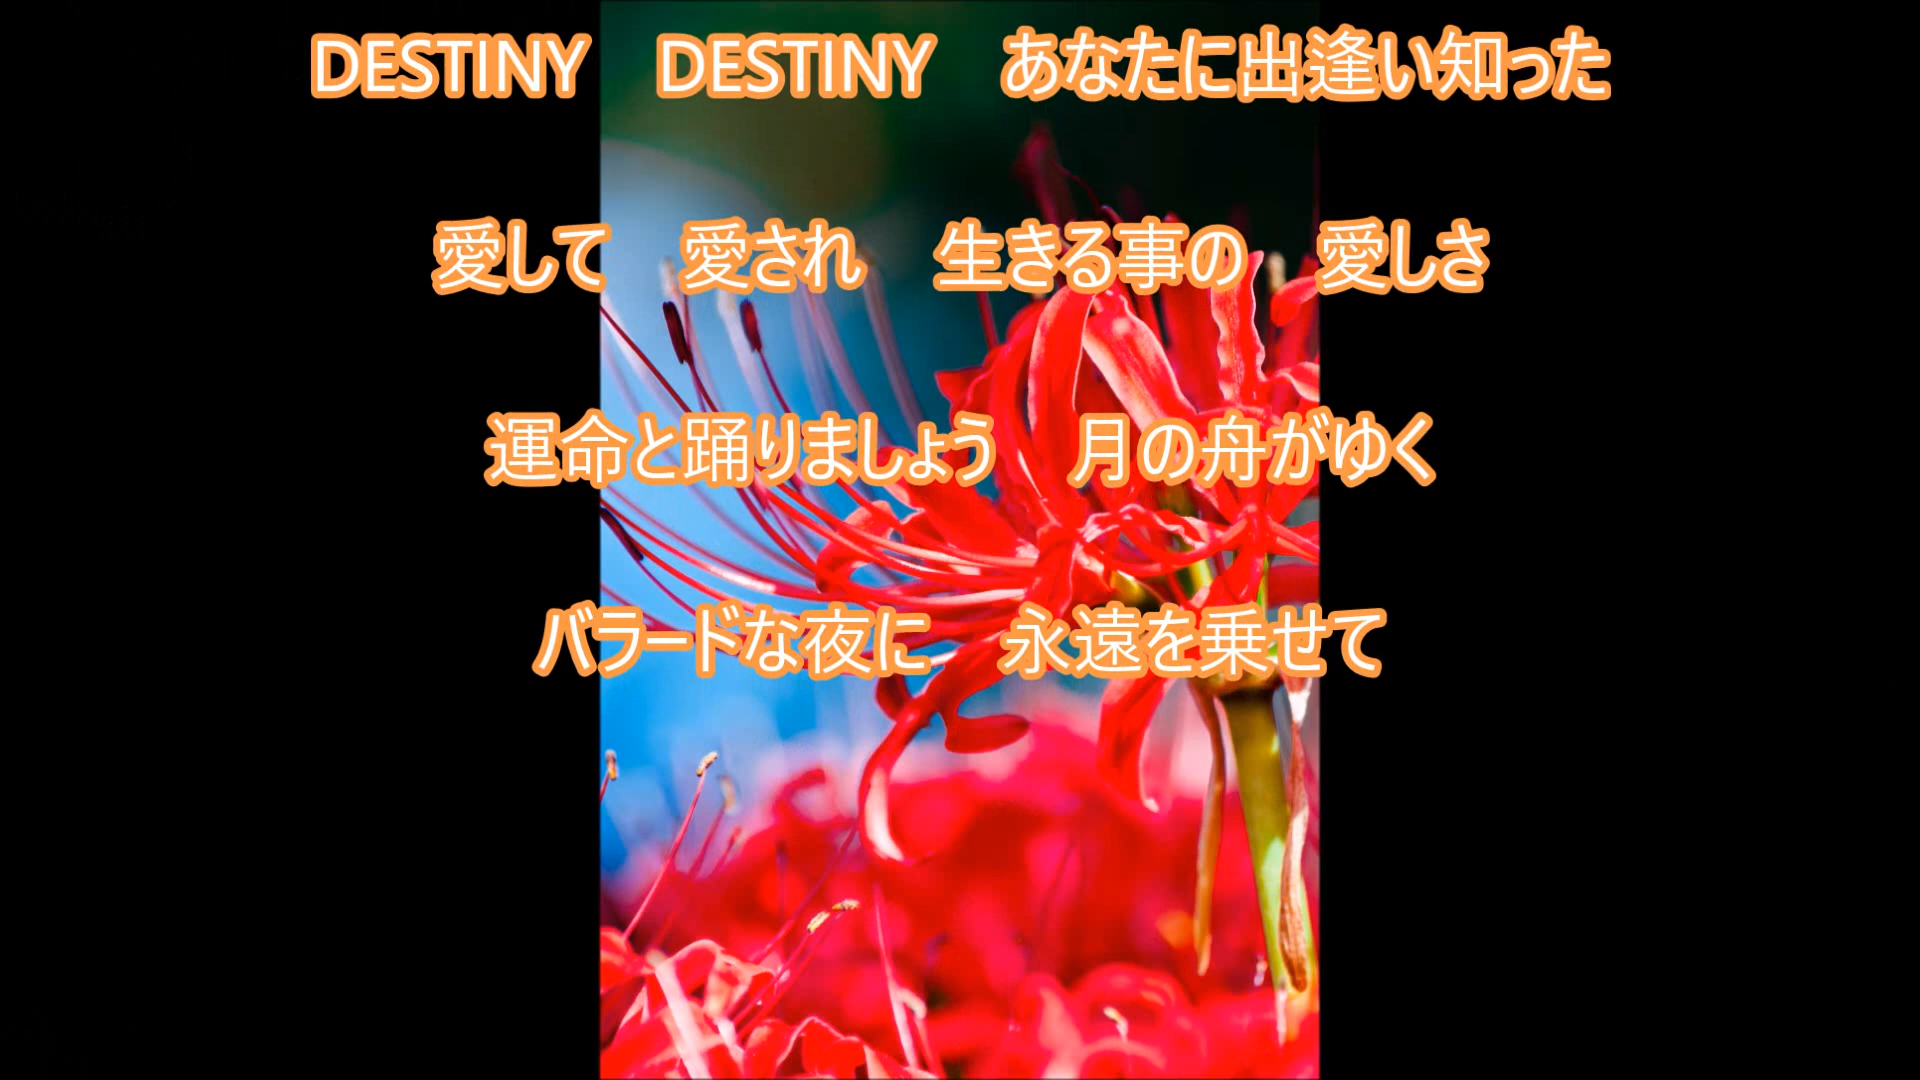 DESTINY　DESTINY　あなたに出逢い知った
愛して　愛され　生きる事の　愛しさ
運命と踊りましょう　月の舟がゆく
バラードな夜に　永遠を乗せて